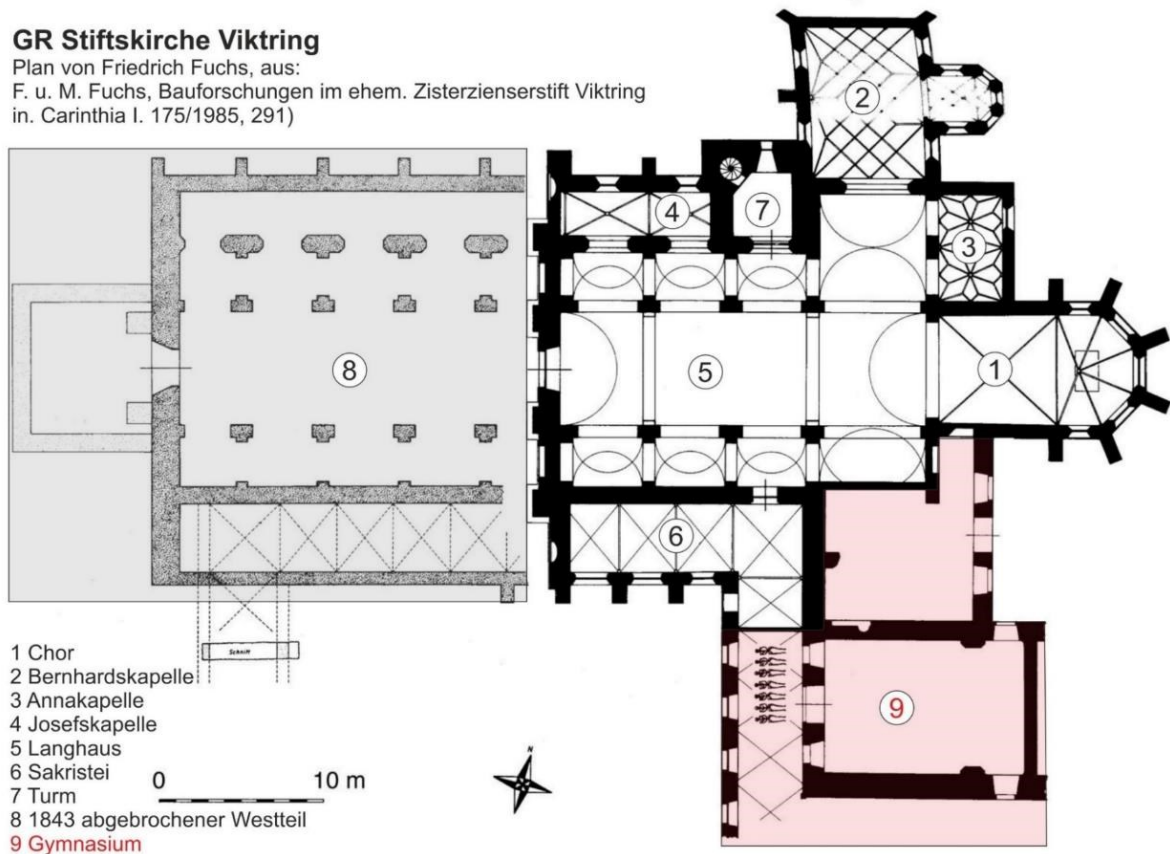 GR Stiftskirche Viktring
Plan von Friedrich Fuchs, aus:
F. u. M. Fuchs, Bauforschungen im ehem. Zisterzienserstift Viktring
in. Carinthia I. 175/1985, 291)
2
4
7
3
8
5
1
6
Schnitt
9
1 Chor
2 Bernhardskapelle
3 Annakapelle
4 Josefskapelle
5 Langhaus
6 Sakristei
7 Turm
8 1843 abgebrochener Westteil
9 Gymnasium
0 10 m
N